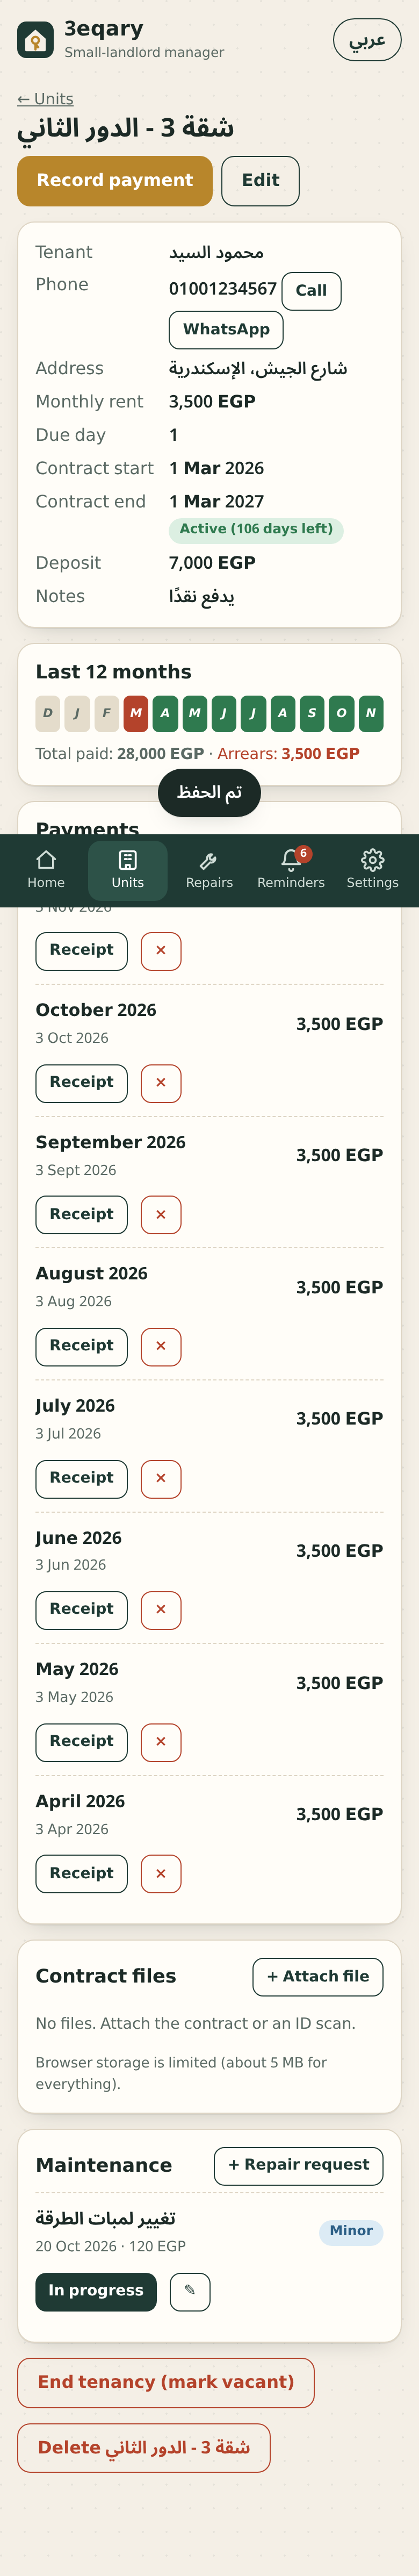 3eqary
Small-landlord manager
عربي
← Units
شقة 3 - الدور الثاني
Record payment
Edit
Tenant
محمود السيد
Phone
01001234567
Call
WhatsApp
Address
شارع الجيش، الإسكندرية
Monthly rent
3,500 EGP
Due day
1
Contract start
1 Mar 2026
Contract end
1 Mar 2027
Active (106 days left)
Deposit
7,000 EGP
Notes
يدفع نقدًا
Last 12 months
D J F M A M J J A S O N
Total paid: 28,000 EGP · Arrears: 3,500 EGP
تم الحفظ
Payments
Home
Units
Repairs
6
Reminders
Settings
3 Nov 2026
Receipt
×
October 2026
3,500 EGP
3 Oct 2026
Receipt
×
September 2026
3,500 EGP
3 Sept 2026
Receipt
×
August 2026
3,500 EGP
3 Aug 2026
Receipt
×
July 2026
3,500 EGP
3 Jul 2026
Receipt
×
June 2026
3,500 EGP
3 Jun 2026
Receipt
×
May 2026
3,500 EGP
3 May 2026
Receipt
×
April 2026
3,500 EGP
3 Apr 2026
Receipt
×
Contract files
+ Attach file
No files. Attach the contract or an ID scan.
Browser storage is limited (about 5 MB for
everything).
Maintenance
+ Repair request
تغيير لمبات الطرقة
20 Oct 2026 · 120 EGP
Minor
In progress
✎
End tenancy (mark vacant)
Delete شقة 3 - الدور الثاني